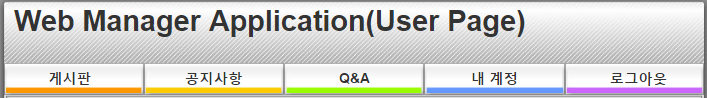 Web Manager Application(User Page)
게시판 공지사항 Q&A 내 계정 로그아웃